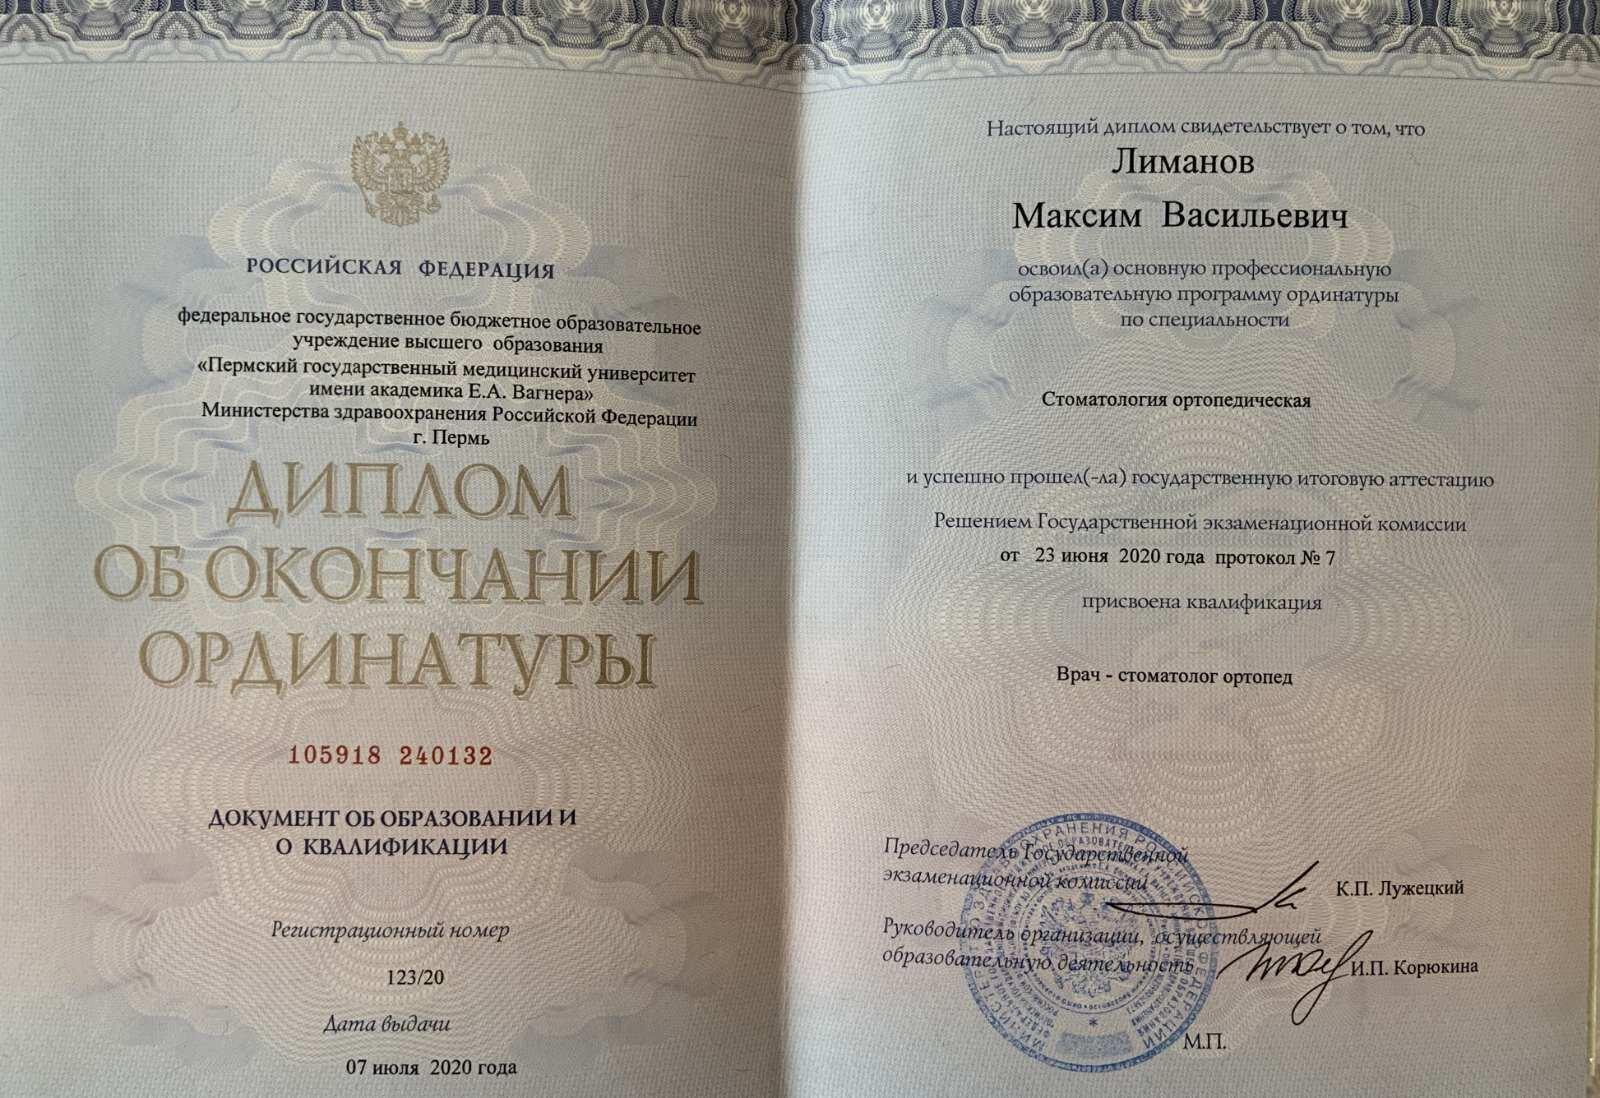 РОССИЙСКАЯ ФЕДЕРАЦИЯ
федеральное государственное бюджетное образовательное
учреждение высшего образования
«Пермский государственный медицинский университет
имени академика Е.А. Вагнера»
Министерства здравоохранения Российской Федерации
г. Пермь
ДИПЛОМ
ОБ ОКОНЧАНИИ
ОРДИНАТУРЫ
105918 240132
ДОКУМЕНТ ОБ ОБРАЗОВАНИИ И
О КВАЛИФИКАЦИИ
Регистрационный номер
123/20
Дата выдачи
07 июля 2020 года
Настоящий диплом свидетельствует о том, что
Лиманов
Максим Васильевич
освоил(а) основную профессиональную
образовательную программу ординатуры
по специальности
Стоматология ортопедическая
и успешно прошел(-ла) государственную итоговую аттестацию
Решением Государственной экзаменационной комиссии
от 23 июня 2020 года протокол № 7
присвоена квалификация
Врач - стоматолог ортопед
Председатель Государственной
экзаменационной комиссии
К.П. Лужецкий
Руководитель организации, осуществляющей
образовательную деятельность
И.П. Корюкина
М.П.